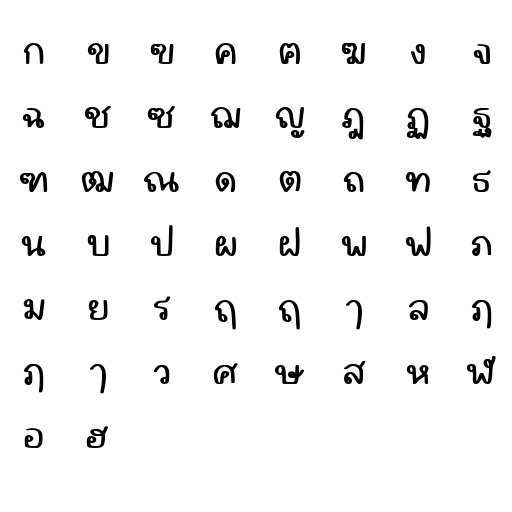 ก ข ฃ ค ฅ ฆ ง จ
ฉ ช ซ ฌ ญ ฎ ฏ ฐ
ฑ ฒ ณ ด ต ถ ท ธ
น บ ป ผ ฝ พ ฟ ภ
ม ย ร ฤ ฤ ๅ ล ฦ
ฦ ๅ ว ศ ษ ส ห ฬ
อ ฮ